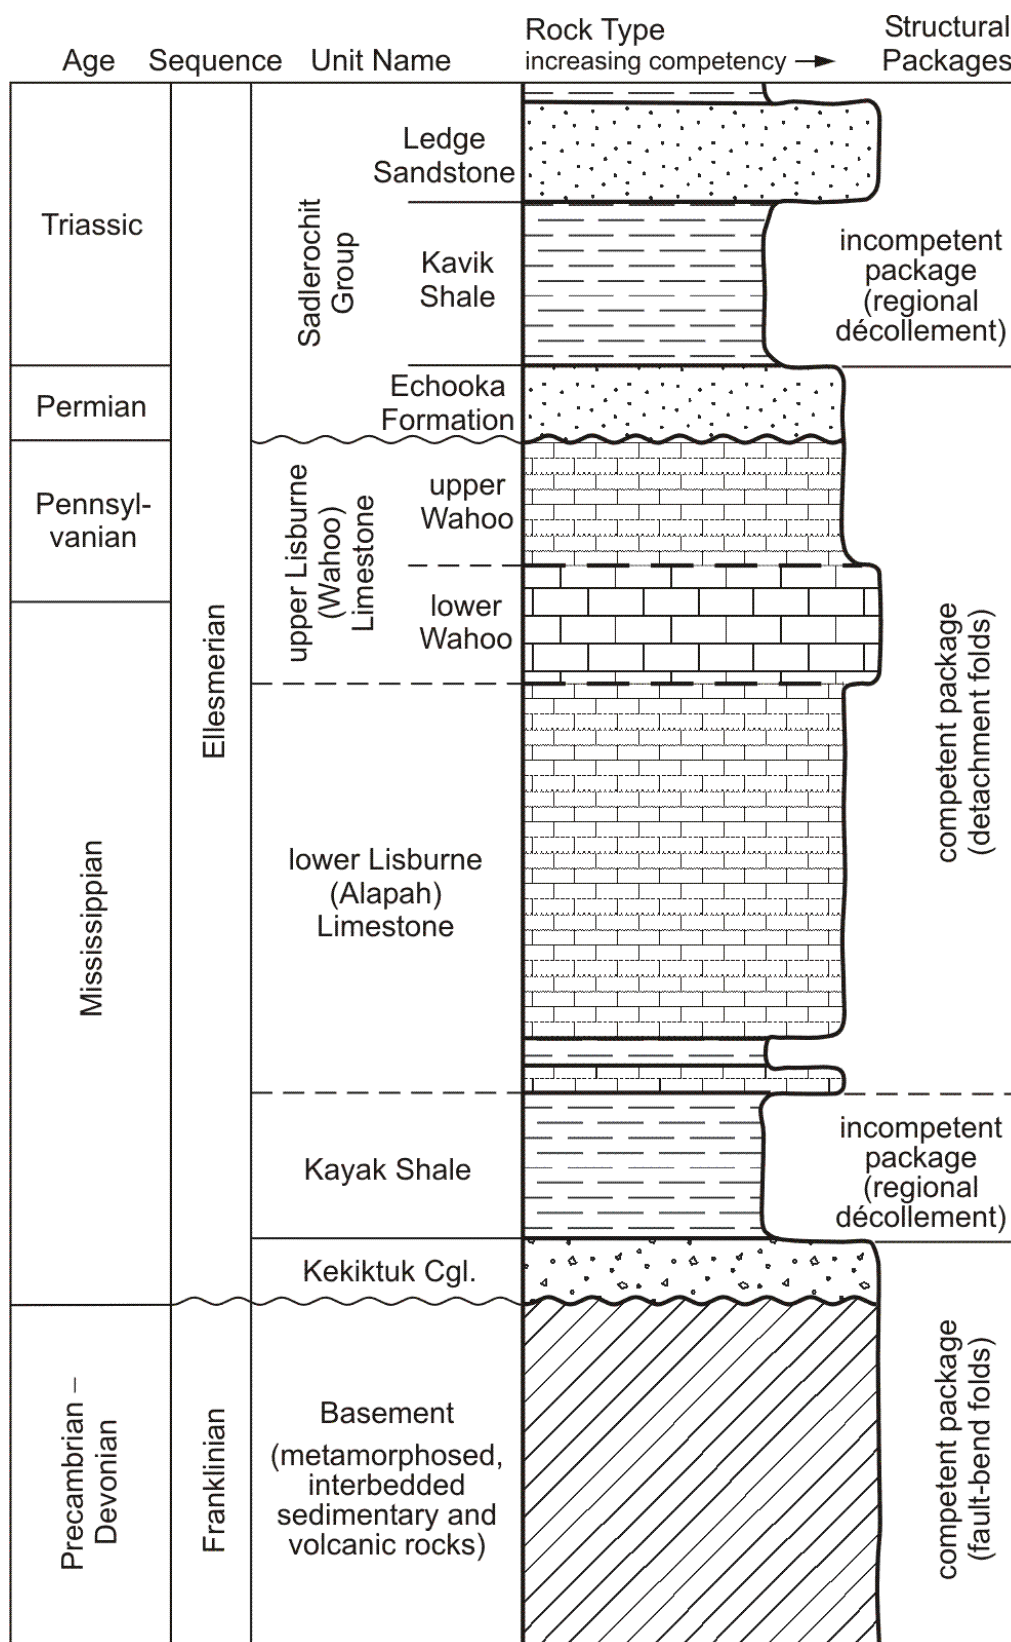 Age
Sequence
Unit Name
Rock Type
increasing competency
Structural
Packages
Triassic
Permian
Pennsyl-
vanian
Mississippian
Precambrian –
Devonian
Ellesmerian
Franklinian
Sadlerochit
Group
Ledge
Sandstone
Kavik
Shale
Echooka
Formation
upper Lisburne
(Wahoo)
Limestone
upper
Wahoo
lower
Wahoo
lower Lisburne
(Alapah)
Limestone
Kayak Shale
Kekiktuk Cgl.
Basement
(metamorphosed,
interbedded
sedimentary and
volcanic rocks)
incompetent
package
(regional
décollement)
competent package
(detachment folds)
incompetent
package
(regional
décollement)
competent package
(fault-bend folds)